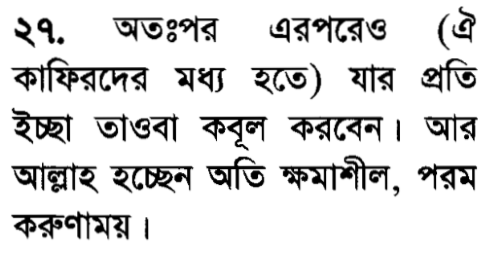 ২৭. অতঃপর এরপরেও (ঐ
কাফিরদের মধ্য হতে) যার প্রতি
ইচ্ছা তাওবা কবূল করবেন। আর
আল্লাহ হচ্ছেন অতি ক্ষমাশীল, পরম
করুণাময়।